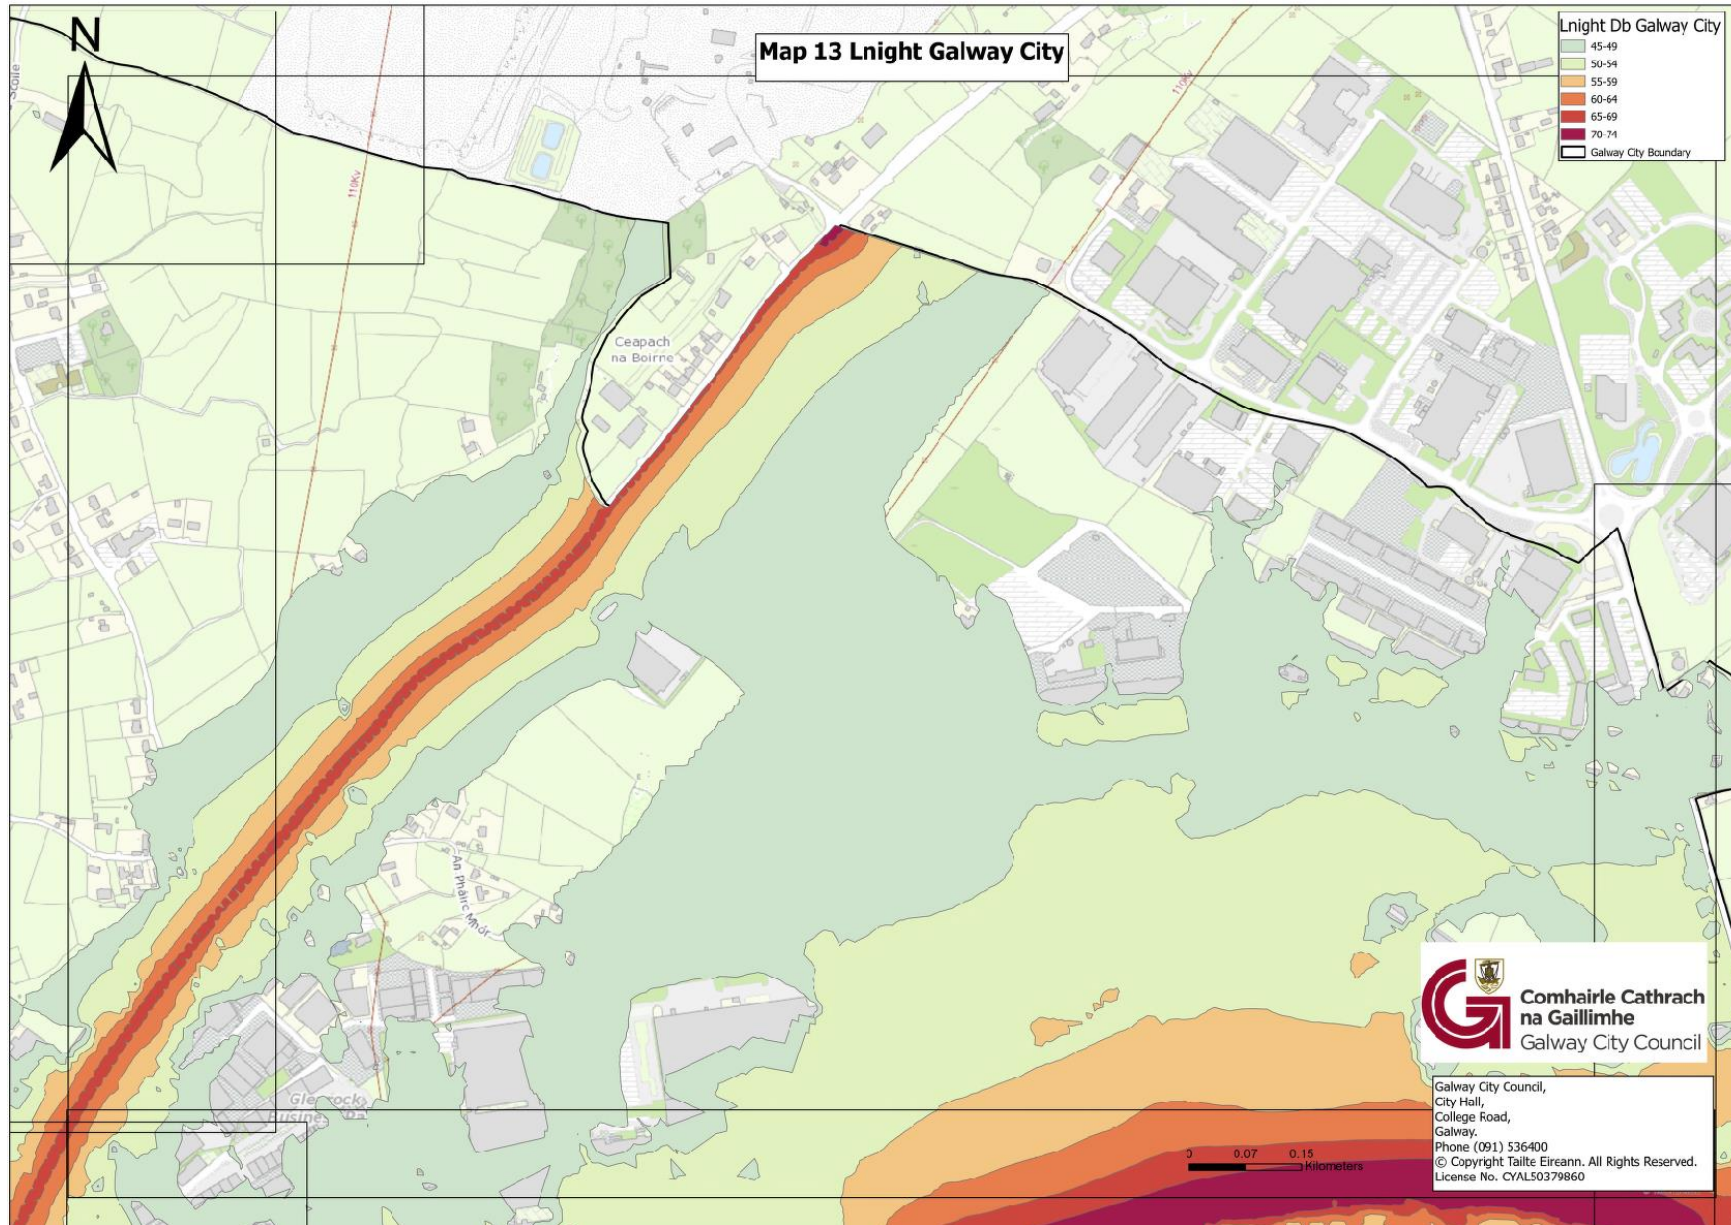 N
Scoile
Map 13 Lnight Galway City
Lnight Db Galway City
45-49
50-54
55-59
60-64
65-69
70-74
Galway City Boundary
110Kv
110Kv
Ceapach
na Boirne
An Pháirc Mhór
Comhairle Cathrach
na Gaillimhe
Galway City Council
Galway City Council,
City Hall,
College Road,
Galway.
Phone (091) 536400
© Copyright Tailte Eireann. All Rights Reserved.
License No. CYAL50379860
0 0.07 0.15
Kilometers